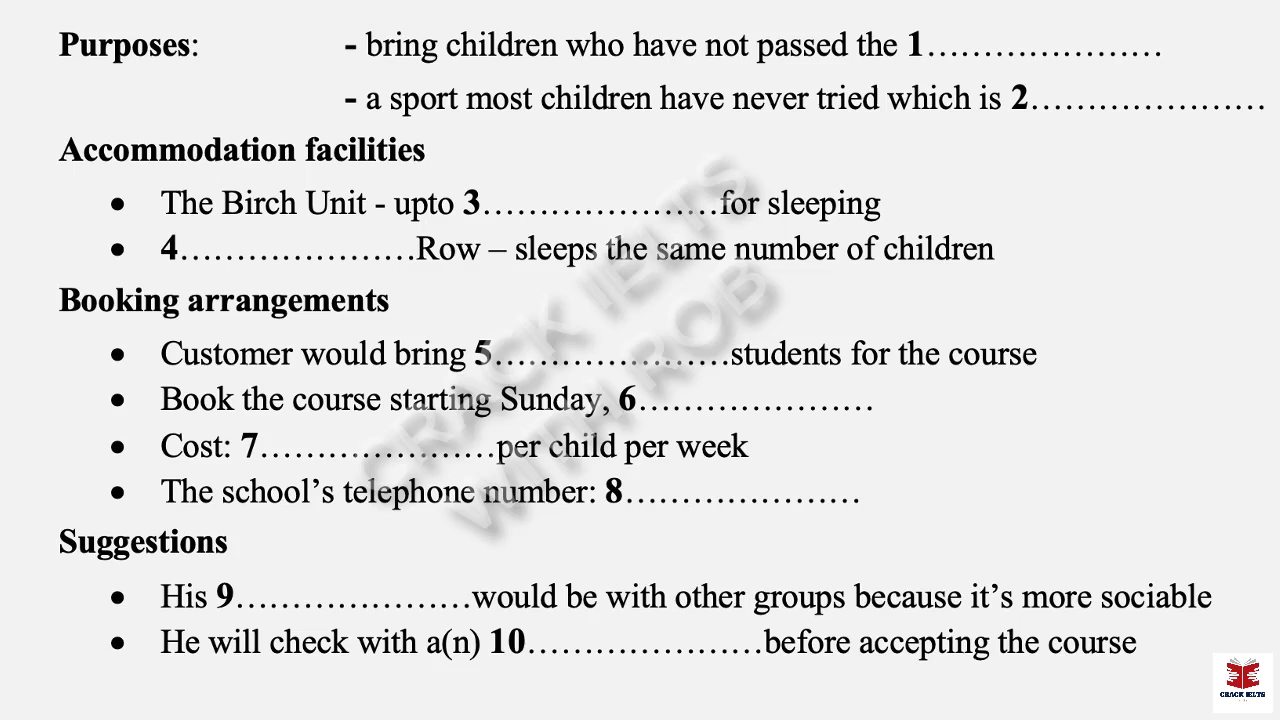 Purposes: - bring children who have not passed the 1…………………
- a sport most children have never tried which is 2…………………
Accommodation facilities
• The Birch Unit - upto 3…………………for sleeping
• 4…………………Row – sleeps the same number of children
Booking arrangements
• Customer would bring 5…………………students for the course
• Book the course starting Sunday, 6…………………
• Cost: 7…………………per child per week
• The school’s telephone number: 8…………………
Suggestions
• His 9…………………would be with other groups because it’s more sociable
• He will check with a(n) 10…………………before accepting the course
CRACK IELTS
WITH ROB
CRACK IELTS